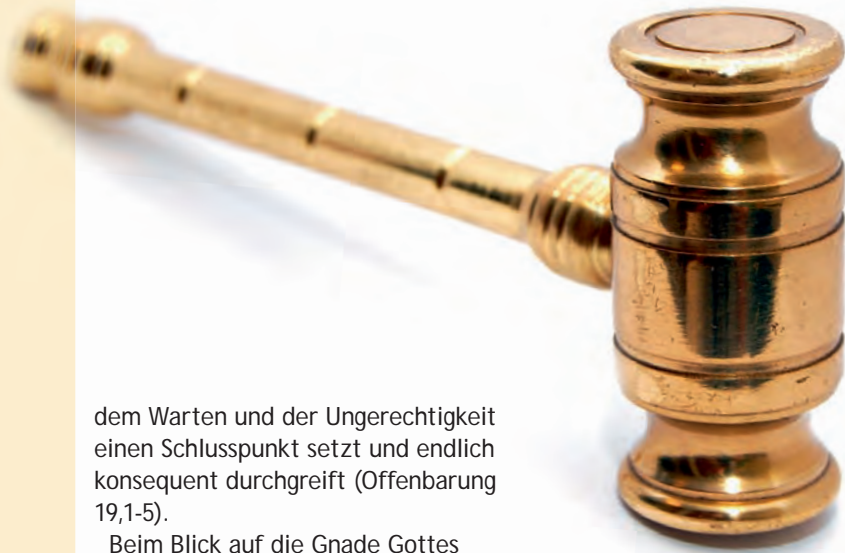 dem Warten und der Ungerechtigkeit
einen Schlusspunkt setzt und endlich
konsequent durchgreift (Offenbarung
19,1-5).
Beim Blick auf die Gnade Gottes